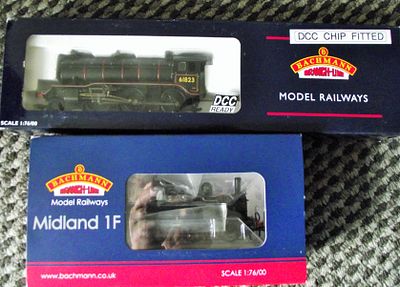 DCC CHIP FITTED
BACHMANN
BRANCH-LINE
MODEL RAILWAYS
61823
DCC
READY
SCALE 1:76/00
BACHMANN
BRANCH-LINE
Model Railways
Midland 1F
www.bachmann.co.uk
SCALE 1:76/00